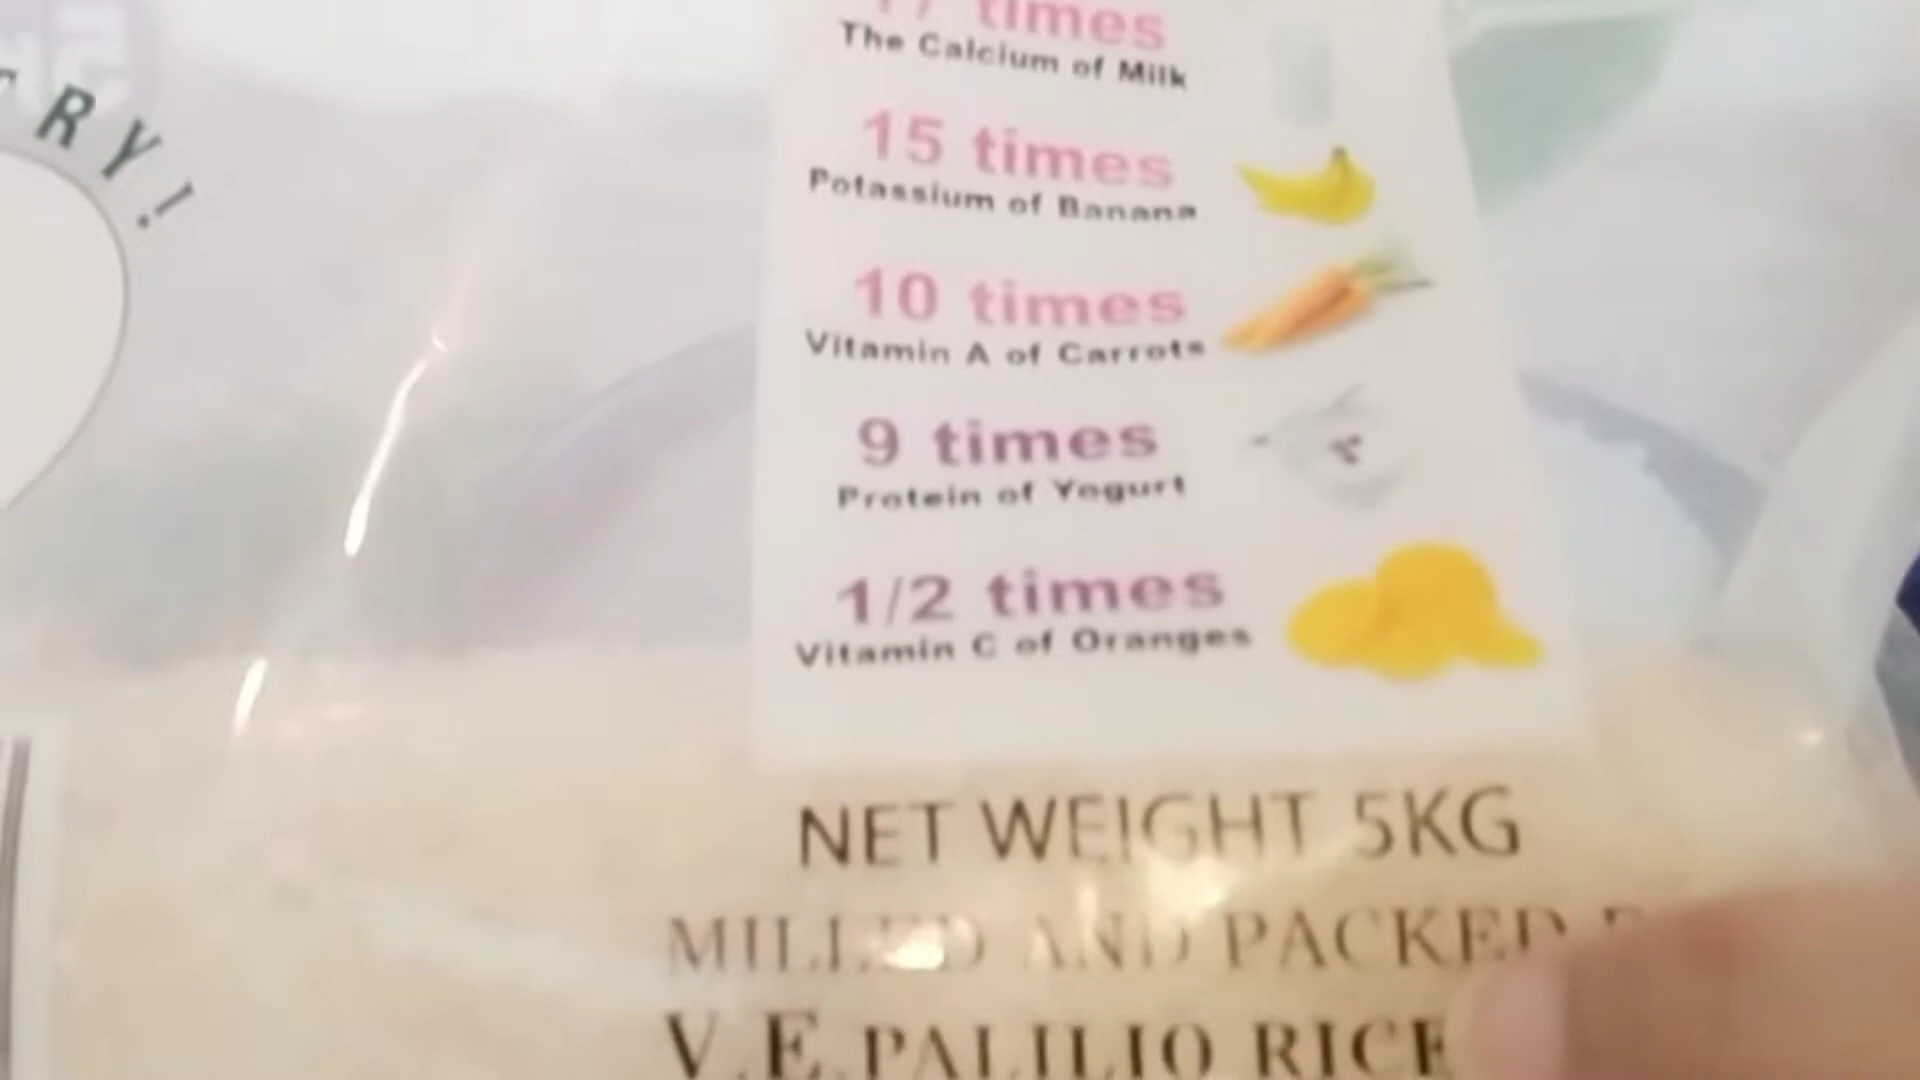 RY!
17 times
The Calcium of Milk
15 times
Potassium of Banana
10 times
Vitamin A of Carrots
9 times
Protein of Yogurt
1/2 times
Vitamin C of Oranges
NET WEIGHT 5KG
MILLED AND PACKED
V.E.PALILIO RICE